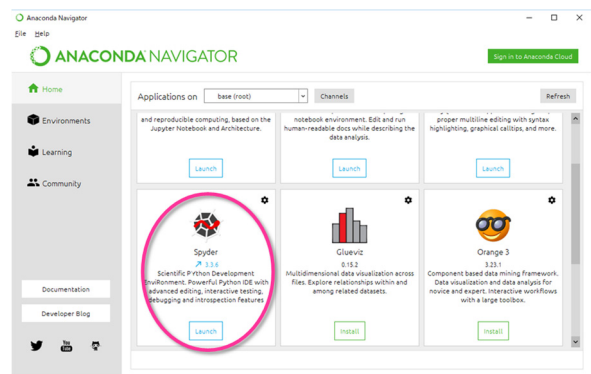 Anaconda Navigator
File Help
ANACONDA NAVIGATOR
Sign in to Anaconda Cloud
Home
Environments
Learning
Community
Documentation
Developer Blog
You
Tube
Applications on
base (root)
Channels
Refresh
and reproducible computing, based on the
Jupyter Notebook and Architecture.
Launch
notebook environment. Edit and run
human-readable docs while describing the
data analysis.
Launch
proper multiline editing with syntax
highlighting, graphical calltips, and more.
Launch
Spyder
3.3.6
Scientific PYthon Development
EnviRonment. Powerful Python IDE with
advanced editing, interactive testing,
debugging and introspection features
Launch
Glueviz
0.15.2
Multidimensional data visualization across
files. Explore relationships within and
among related datasets.
Install
Orange 3
3.23.1
Component based data mining framework.
Data visualization and data analysis for
novice and expert. Interactive workflows
with a large toolbox.
Install